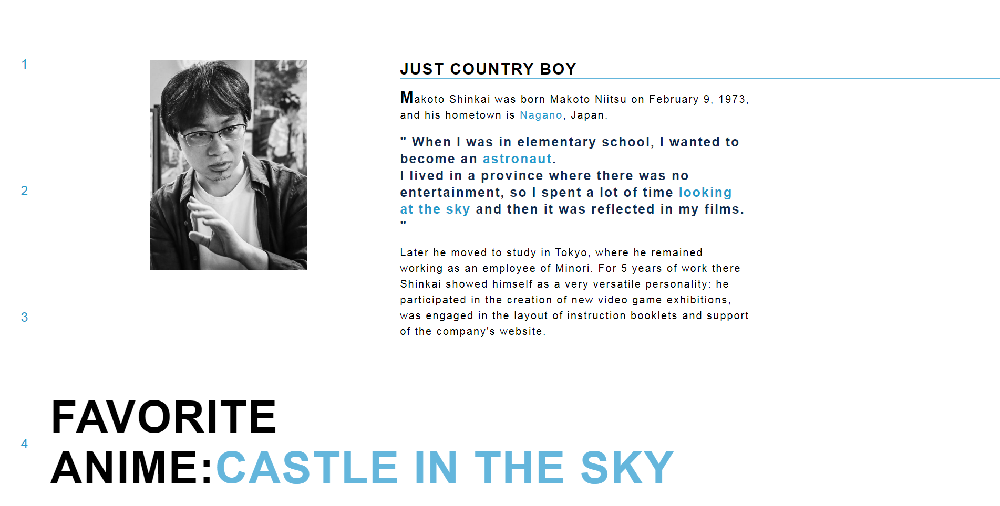 1
JUST COUNTRY BOY
Makoto Shinkai was born Makoto Niitsu on February 9, 1973,
and his hometown is Nagano, Japan.
" When I was in elementary school, I wanted to
become an astronaut.
I lived in a province where there was no
2
entertainment, so I spent a lot of time looking
at the sky and then it was reflected in my films.
"
Later he moved to study in Tokyo, where he remained
working as an employee of Minori. For 5 years of work there
Shinkai showed himself as a very versatile personality: he
participated in the creation of new video game exhibitions,
3
was engaged in the layout of instruction booklets and support
of the company's website.
FAVORITE
4
ANIME:CASTLE IN THE SKY